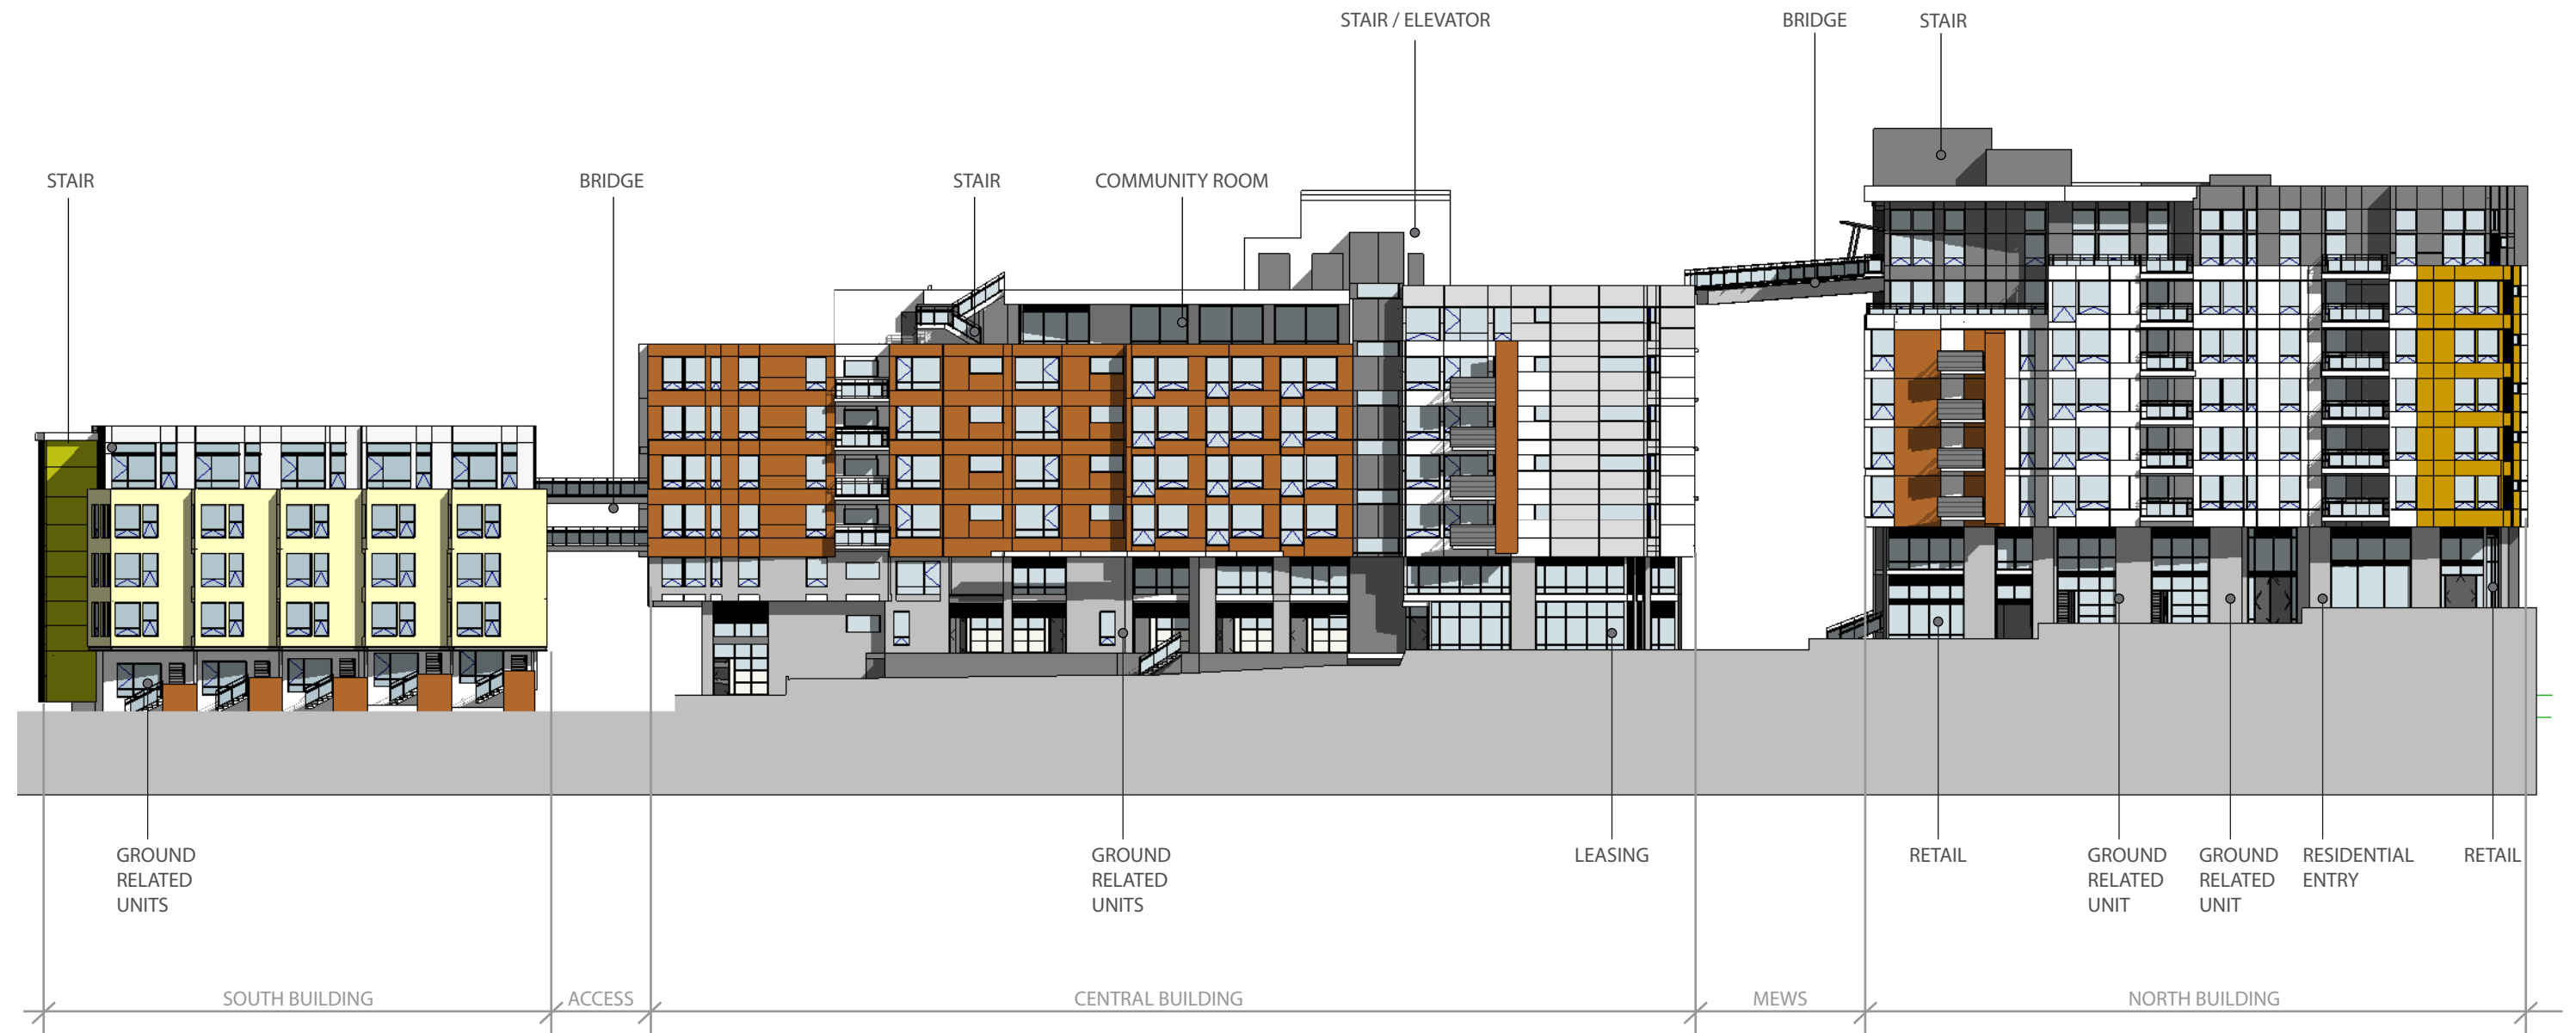 STAIR / ELEVATOR
BRIDGE
STAIR
STAIR
BRIDGE
STAIR
COMMUNITY ROOM
GROUND
RELATED
UNITS
GROUND
RELATED
UNITS
LEASING
RETAIL
GROUND
RELATED
UNIT
GROUND
RELATED
UNIT
RESIDENTIAL
ENTRY
RETAIL
SOUTH BUILDING
ACCESS
CENTRAL BUILDING
MEWS
NORTH BUILDING